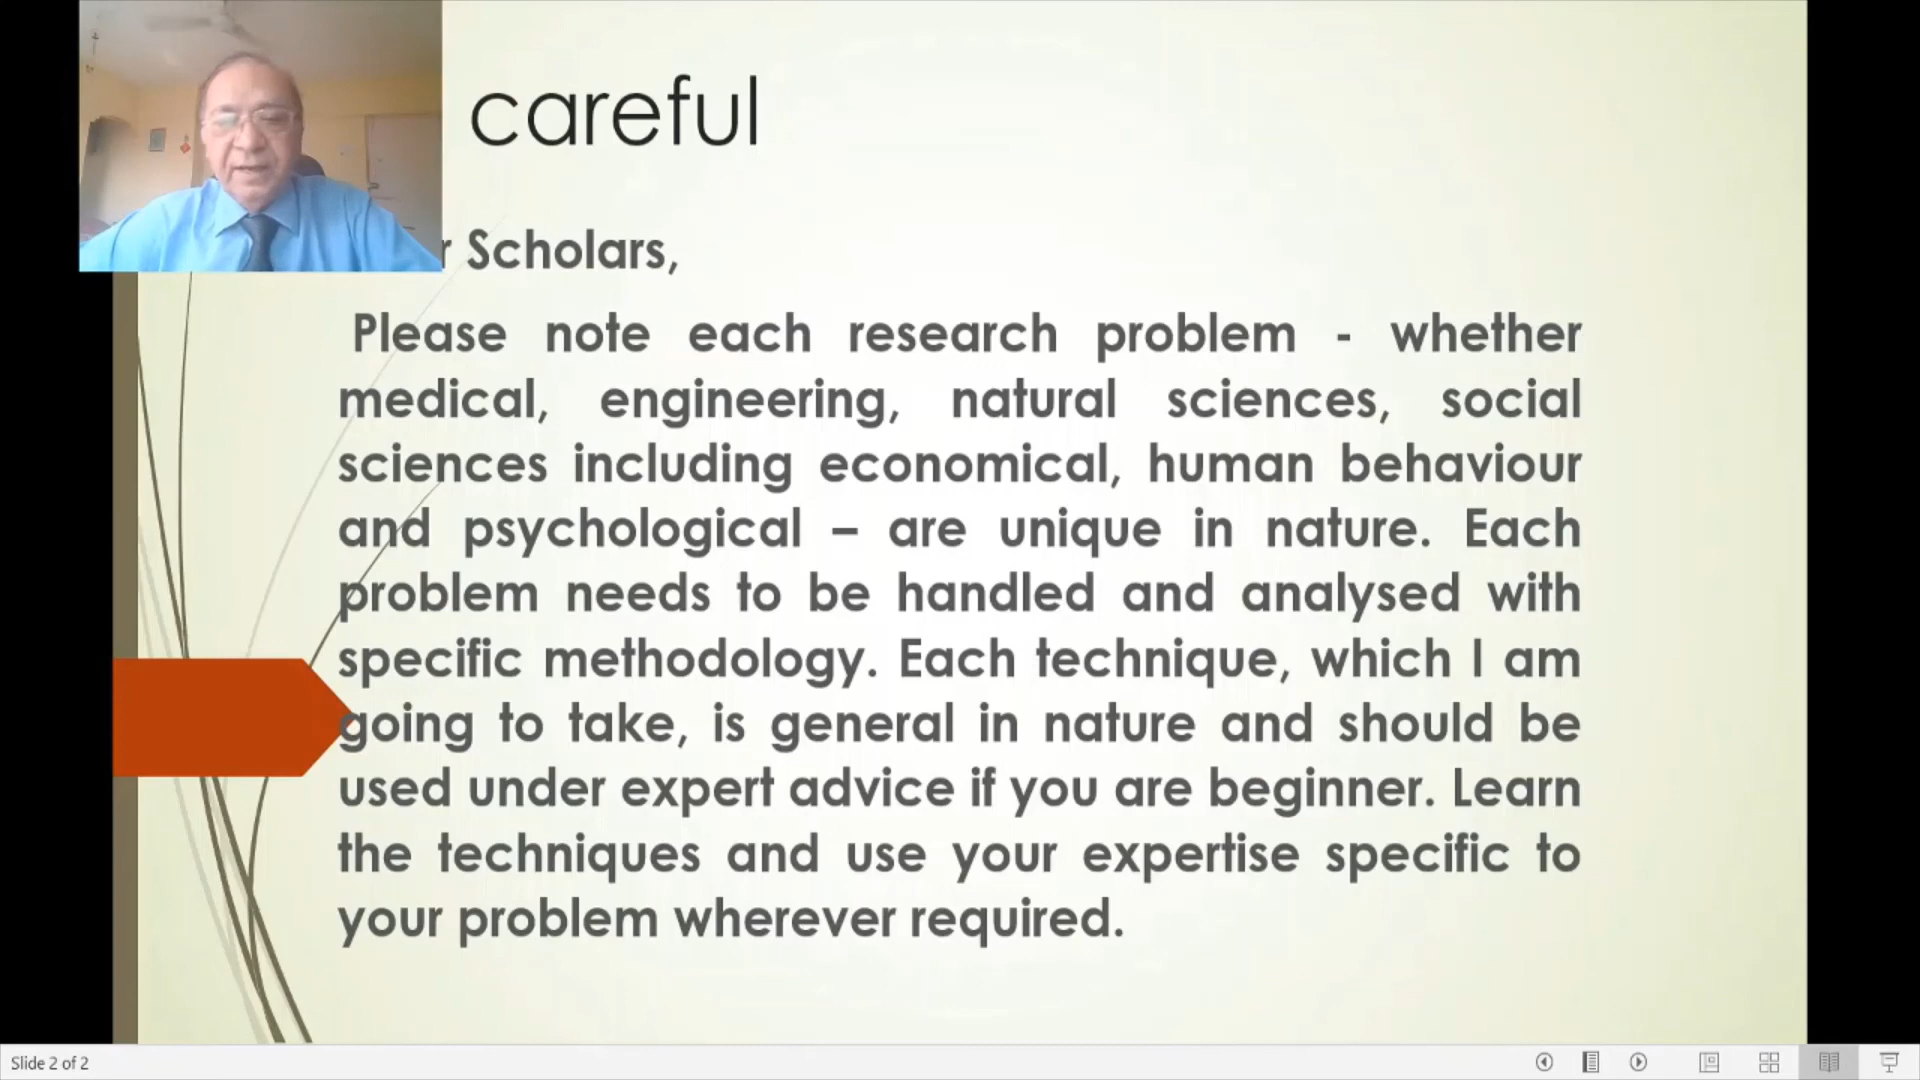 careful
r Scholars,
Please note each research problem - whether
medical, engineering, natural sciences, social
sciences including economical, human behaviour
and psychological – are unique in nature. Each
problem needs to be handled and analysed with
specific methodology. Each technique, which I am
going to take, is general in nature and should be
used under expert advice if you are beginner. Learn
the techniques and use your expertise specific to
your problem wherever required.
Slide 2 of 2